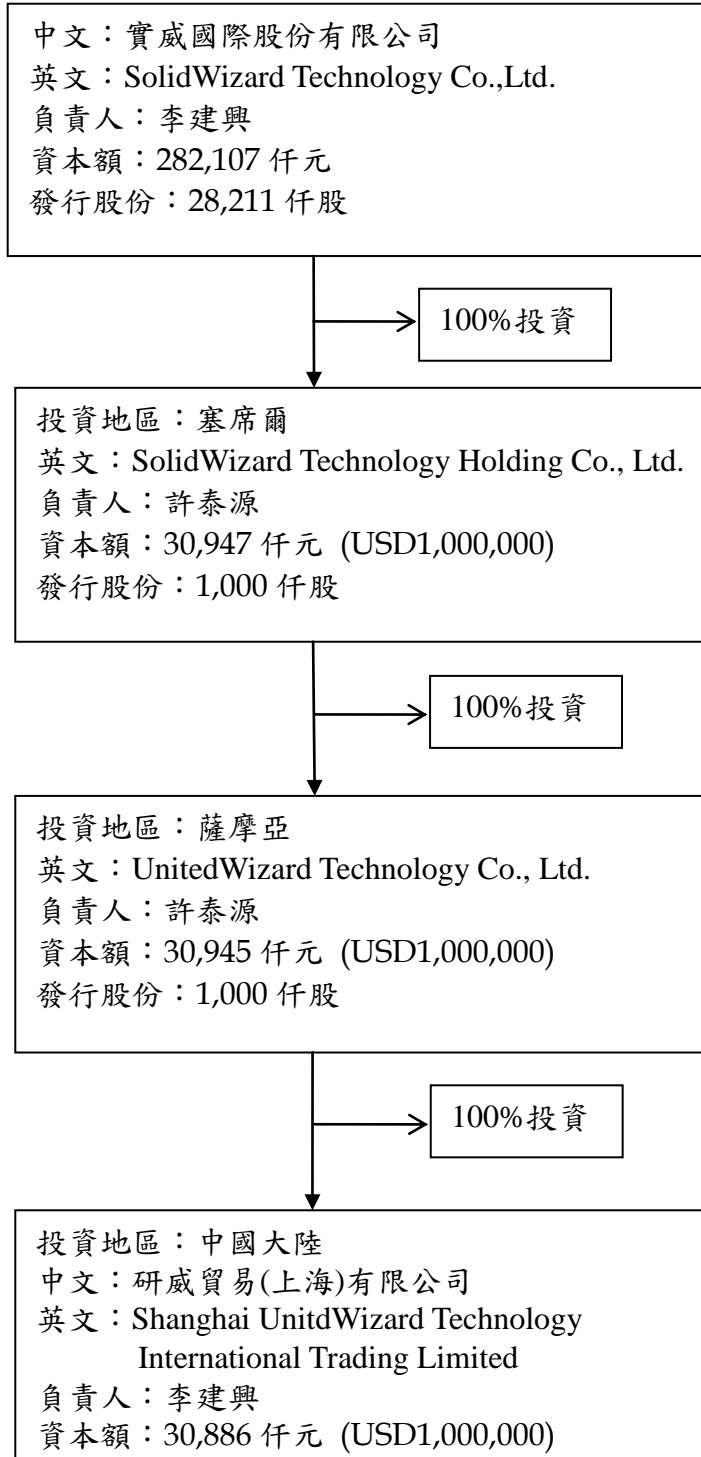 中文：實威國際股份有限公司
英文：SolidWizard Technology Co.,Ltd.
負責人：李建興
資本額：282,107 仟元
發行股份：28,211 仟股
100%投資
投資地區：塞席爾
英文：SolidWizard Technology Holding Co., Ltd.
負責人：許泰源
資本額：30,947 仟元 (USD1,000,000)
發行股份：1,000 仟股
100%投資
投資地區：薩摩亞
英文：UnitedWizard Technology Co., Ltd.
負責人：許泰源
資本額：30,945 仟元 (USD1,000,000)
發行股份：1,000 仟股
100%投資
投資地區：中國大陸
中文：研威貿易(上海)有限公司
英文：Shanghai UnitdWizard Technology
International Trading Limited
負責人：李建興
資本額：30,886 仟元 (USD1,000,000)